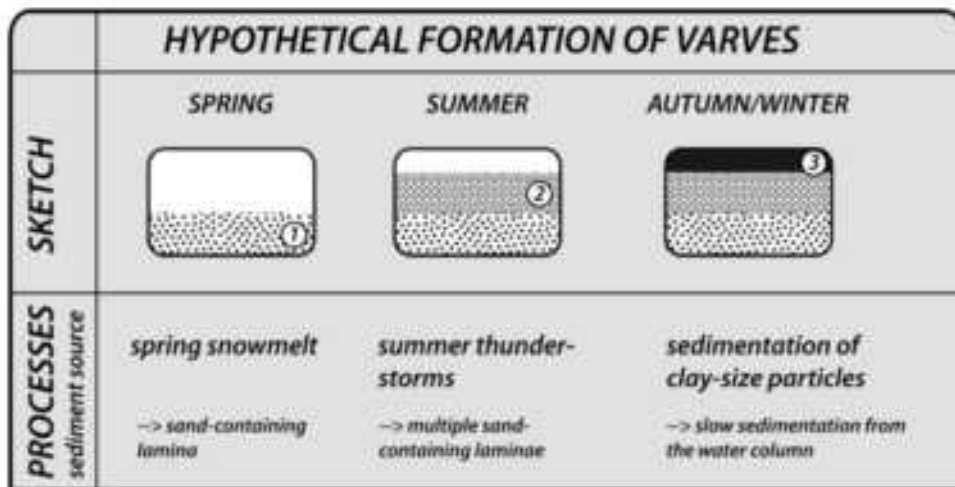 HYPOTHETICAL FORMATION OF VARVES
SPRING
SUMMER
AUTUMN/WINTER
SKETCH
1
2
3
PROCESSES
sediment source
spring snowmelt
--> sand-containing
lamina
summer thunder-
storms
--> multiple sand-
containing laminae
sedimentation of
clay-size particles
--> slow sedimentation from
the water column